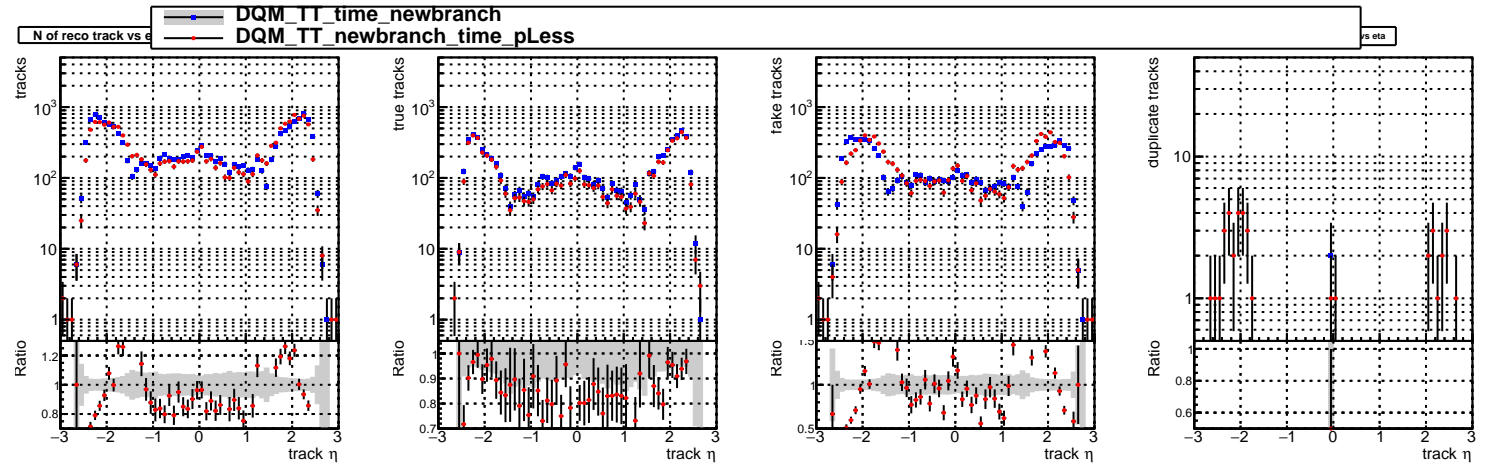 DQM_TT_time_newbranch
DQM_TT_newbranch_time_pLess
N of reco track vs e
vs eta
tracks
10³
10²
10
1
Ratio
1.2
1
0.8
−3 −2 −1 0 1 2 3
track η
true tracks
10³
10²
10
1
Ratio
1
0.9
0.8
0.7
−3 −2 −1 0 1 2 3
track η
fake tracks
10³
10²
10
1
Ratio
1.5
1
0.5
−3 −2 −1 0 1 2 3
track η
duplicate tracks
10
1
Ratio
1
0.8
0.6
−3 −2 −1 0 1 2 3
track η